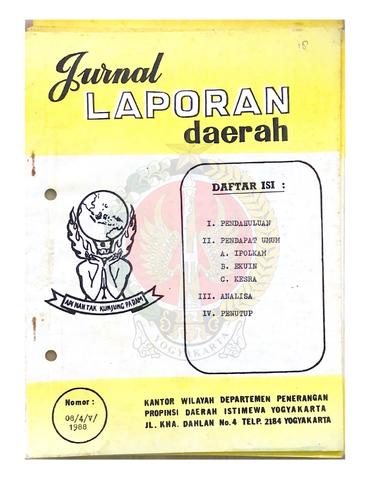 18
Jurnal
LAPORAN
daerah
DAFTAR ISI :
I. PENDAHULUAN
II. PENDAPAT UMUM
A. IPOLKAM
B. EKUIN
C. KESRA
III. ANALISA
IV. PENUTUP
API NAN TAK KUNJUNG PADAM
YOGYAKARTA
Nomor :
08/4/V/
1988
KANTOR WILAYAH DEPARTEMEN PENERANGAN
PROPINSI DAERAH ISTIMEWA YOGYAKARTA
JL. KHA. DAHLAN No. 4 TELP. 2184 YOGYAKARTA